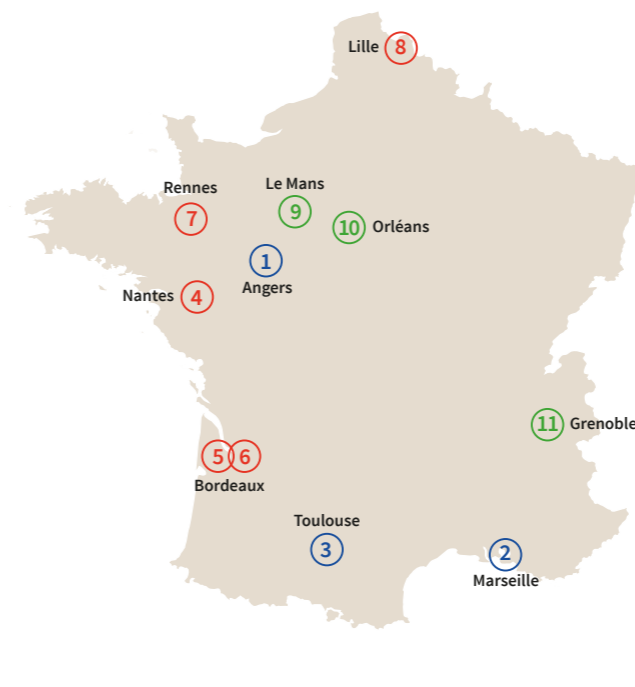 Lille 8
Rennes
Le Mans
7
9
10 Orléans
1
Angers
Nantes 4
11 Grenoble
5 6
Bordeaux
Toulouse
3
2
Marseille